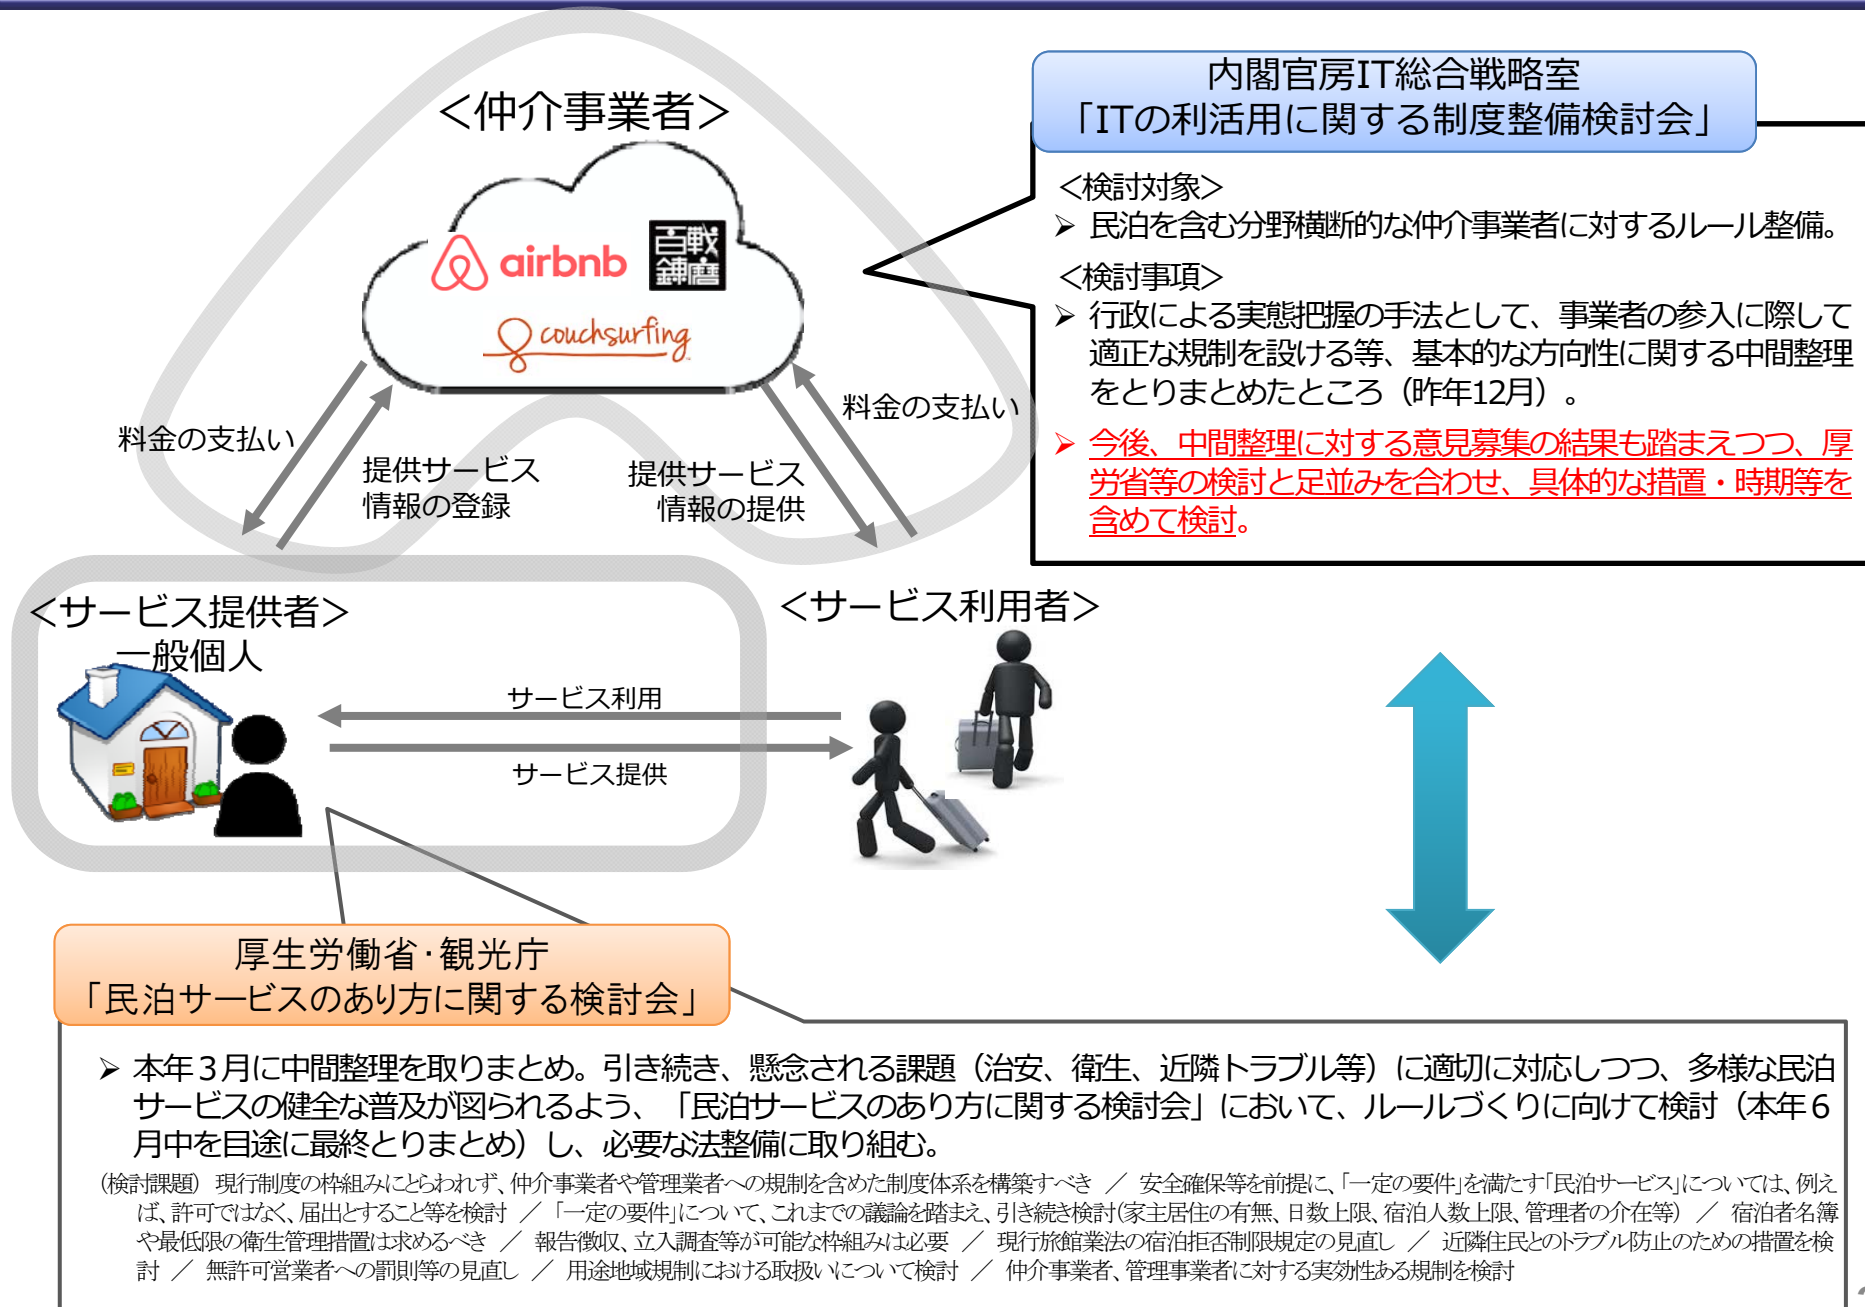 ＜仲介事業者＞
airbnb
百戦
錬磨
couchsurfing
料金の支払い
提供サービス
情報の登録
提供サービス
情報の提供
料金の支払い
内閣官房IT総合戦略室
「ITの利活用に関する制度整備検討会」
＜検討対象＞
➢ 民泊を含む分野横断的な仲介事業者に対するルール整備。
＜検討事項＞
➢ 行政による実態把握の手法として、事業者の参入に際して
適正な規制を設ける等、基本的な方向性に関する中間整理
をとりまとめたところ（昨年12月）。
➢ 今後、中間整理に対する意見募集の結果も踏まえつつ、厚
労省等の検討と足並みを合わせ、具体的な措置・時期等を
含めて検討。
＜サービス提供者＞
一般個人
＜サービス利用者＞
サービス利用
サービス提供
厚生労働省・観光庁
「民泊サービスのあり方に関する検討会」
➢ 本年３月に中間整理を取りまとめ。引き続き、懸念される課題（治安、衛生、近隣トラブル等）に適切に対応しつつ、多様な民泊
サービスの健全な普及が図られるよう、「民泊サービスのあり方に関する検討会」において、ルールづくりに向けて検討（本年６
月中を目途に最終とりまとめ）し、必要な法整備に取り組む。
（検討課題） 現行制度の枠組みにとらわれず、仲介事業者や管理業者への規制を含めた制度体系を構築すべき ／ 安全確保等を前提に、「一定の要件」を満たす「民泊サービス」については、例え
ば、許可ではなく、届出とすること等を検討 ／ 「一定の要件」について、これまでの議論を踏まえ、引き続き検討（家主居住の有無、日数上限、宿泊人数上限、管理者の介在等） ／ 宿泊者名簿
や最低限の衛生管理措置は求めるべき ／ 報告徴収、立入調査等が可能な枠組みは必要 ／ 現行旅館業法の宿泊拒否制限規定の見直し ／ 近隣住民とのトラブル防止のための措置を検
討 ／ 無許可営業者への罰則等の見直し ／ 用途地域規制における取扱いについて検討 ／ 仲介事業者、管理事業者に対する実効性ある規制を検討